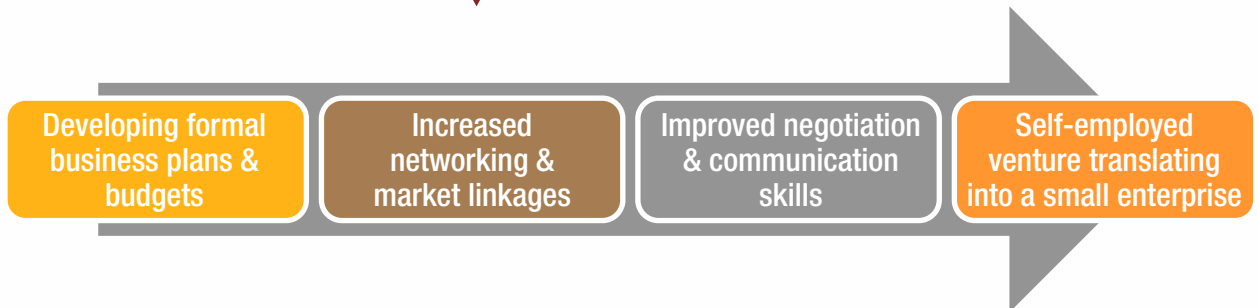 Developing formal
business plans &
budgets
Increased
networking &
market linkages
Improved negotiation
& communication
skills
Self-employed
venture translating
into a small enterprise